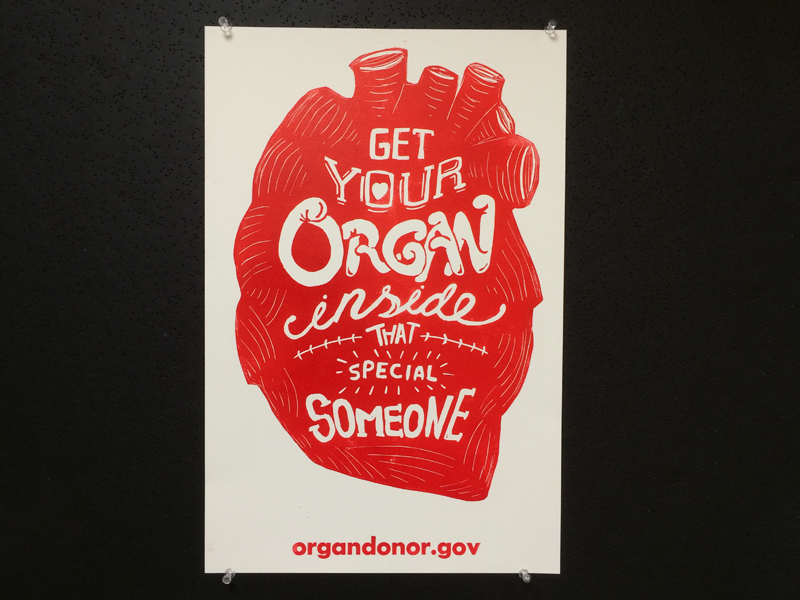 GET
YOUR
ORGAN
inside
THAT
SPECIAL
SOMEONE
organdonor.gov